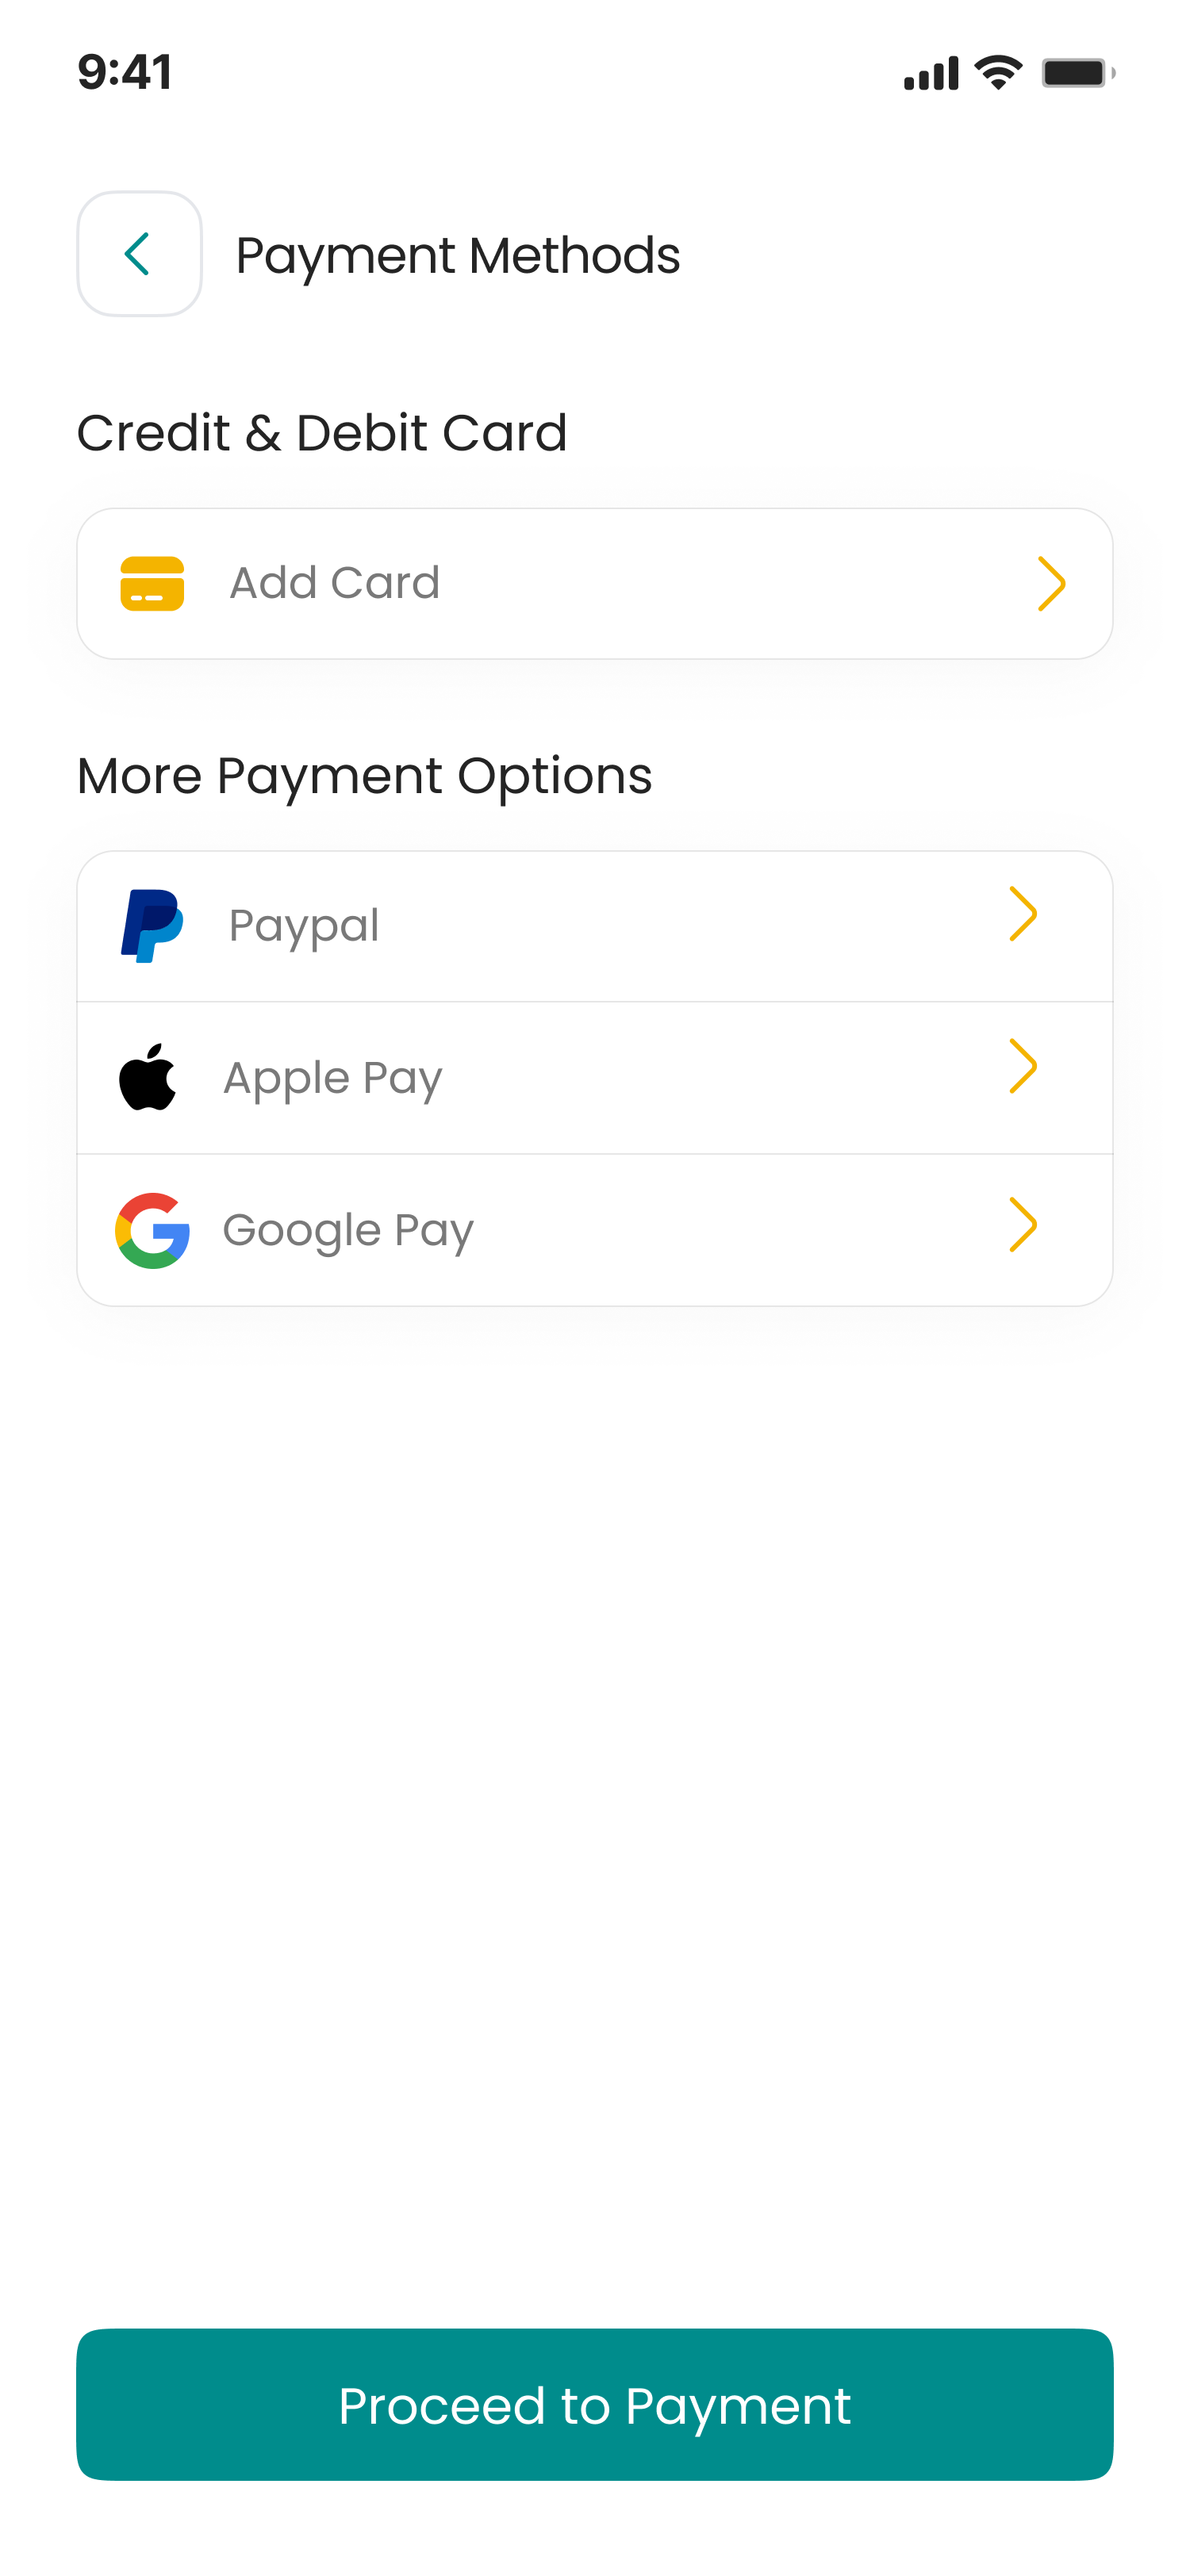 9:41
Payment Methods
Credit & Debit Card
Add Card
More Payment Options
Paypal
Apple Pay
Google Pay
Proceed to Payment